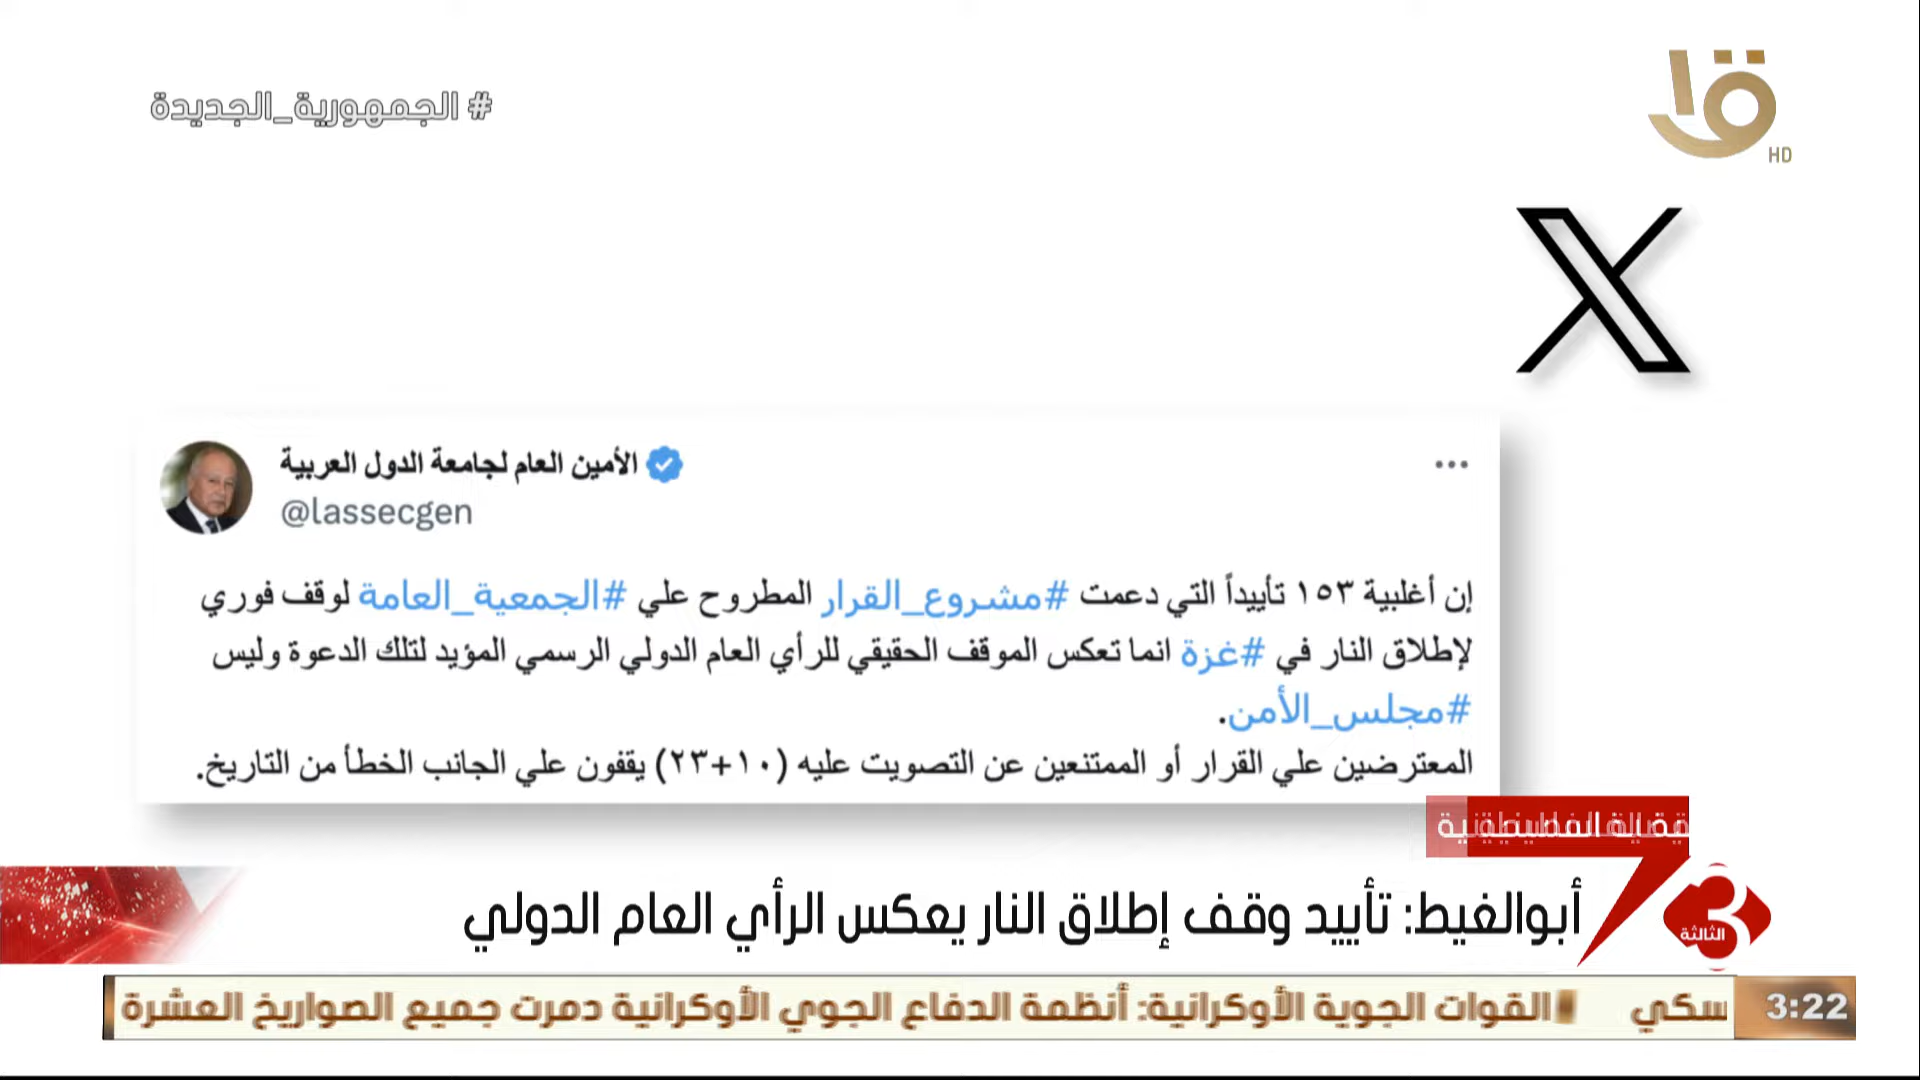 # الجمهورية_الجديدة
HD
الأمين العام لجامعة الدول العربية
@lassecgen
إن أغلبية ١٥٣ تأييداً التي دعمت #مشروع_القرار المطروح علي #الجمعية_العامة لوقف فوري
لإطلاق النار في #غزة انما تعكس الموقف الحقيقي للرأي العام الدولي الرسمي المؤيد لتلك الدعوة وليس
#مجلس_الأمن.
المعترضين علي القرار أو الممتنعين عن التصويت عليه (١٠+٢٣) يقفون علي الجانب الخطأ من التاريخ.
أبوالغيط: تأييد وقف إطلاق النار يعكس الرأي العام الدولي
3
الثالثة
3:22
سكي
القوات الجوية الأوكرانية: أنظمة الدفاع الجوي الأوكرانية دمرت جميع الصواريخ العشرة